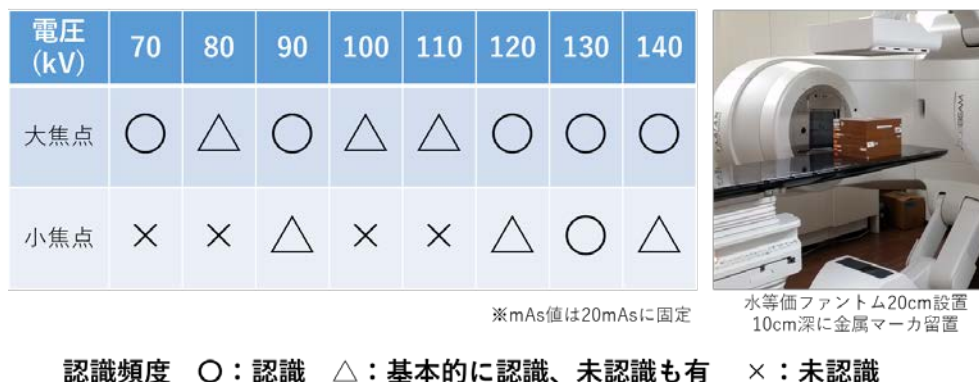 電圧(kV) 70 80 90 100 110 120 130 140
大焦点 ○ △ ○ △ △ ○ ○ ○
小焦点 × × △ × × △ ○ △
※mAs値は20mAsに固定
水等価ファントム20cm設置
10cm深に金属マーカ留置
認識頻度 ○：認識 △：基本的に認識、未認識も有 ×：未認識